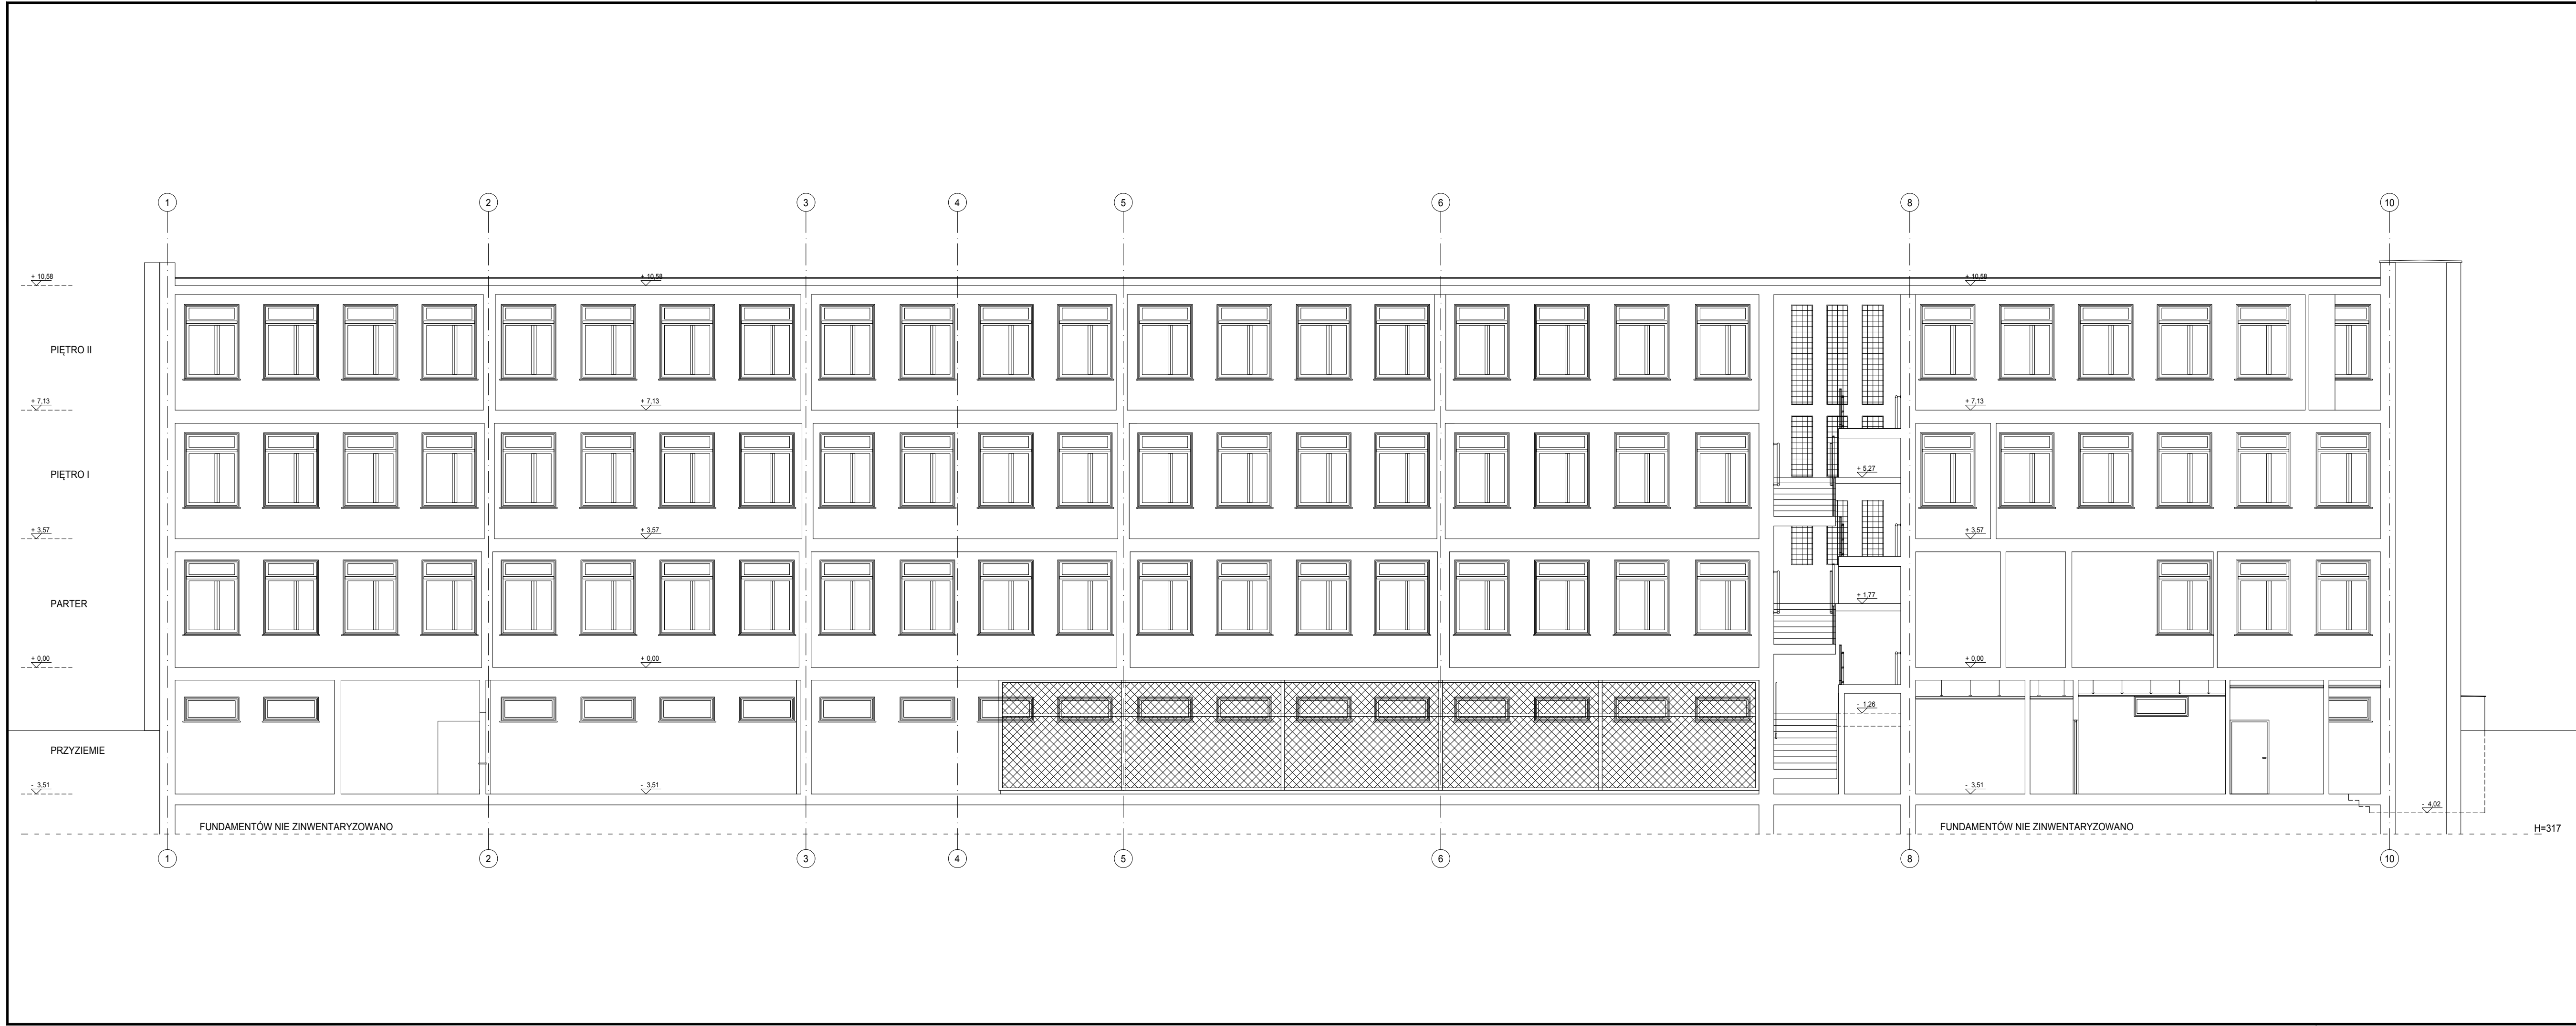 1 2 3 4 5 6 8 10
+ 10,58 + 10,58 + 10,58
PIĘTRO II
+ 7,13 + 7,13 + 7,13
PIĘTRO I
+ 5,27
+ 3,57 + 3,57 + 3,57
PARTER
+ 1,77
+ 0,00 + 0,00 + 0,00
- 1,26
PRZYZIEMIE
- 3,51 - 3,51 - 3,51
- 4,02
FUNDAMENTÓW NIE ZINWENTARYZOWANO FUNDAMENTÓW NIE ZINWENTARYZOWANO H=317
1 2 3 4 5 6 8 10